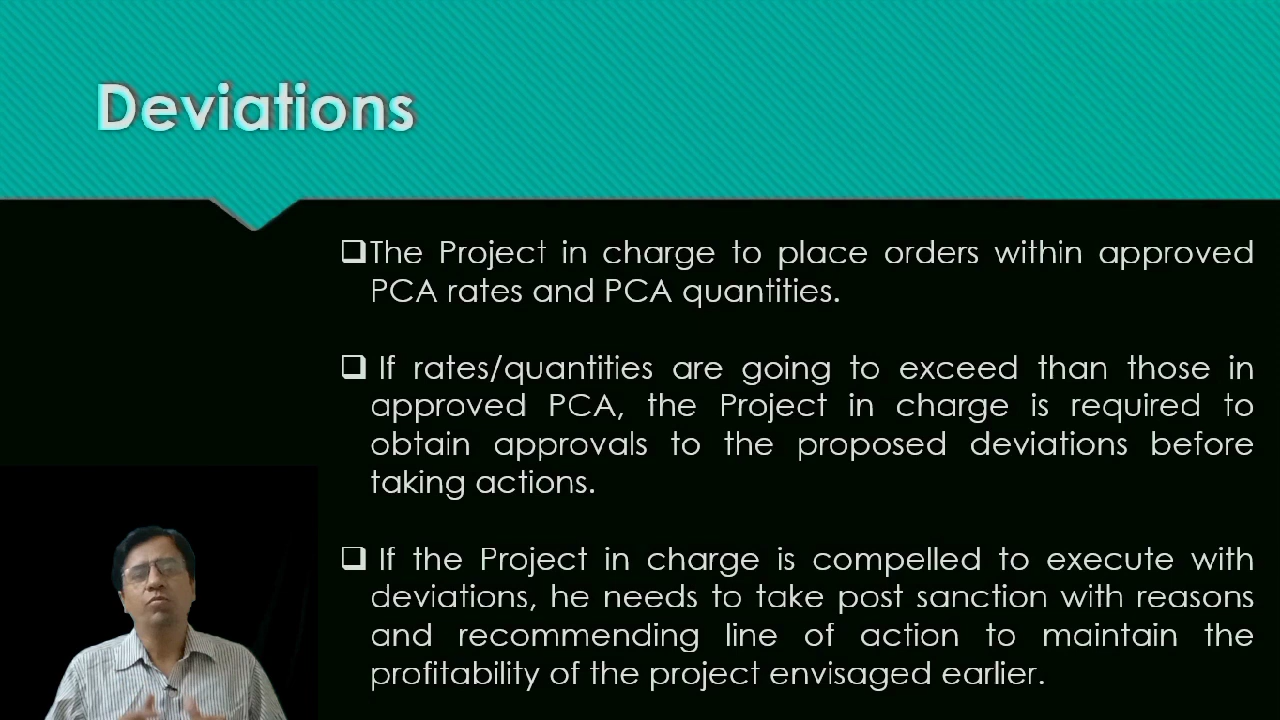 Deviations
❑The Project in charge to place orders within approved
PCA rates and PCA quantities.
❑ If rates/quantities are going to exceed than those in
approved PCA, the Project in charge is required to
obtain approvals to the proposed deviations before
taking actions.
❑ If the Project in charge is compelled to execute with
deviations, he needs to take post sanction with reasons
and recommending line of action to maintain the
profitability of the project envisaged earlier.